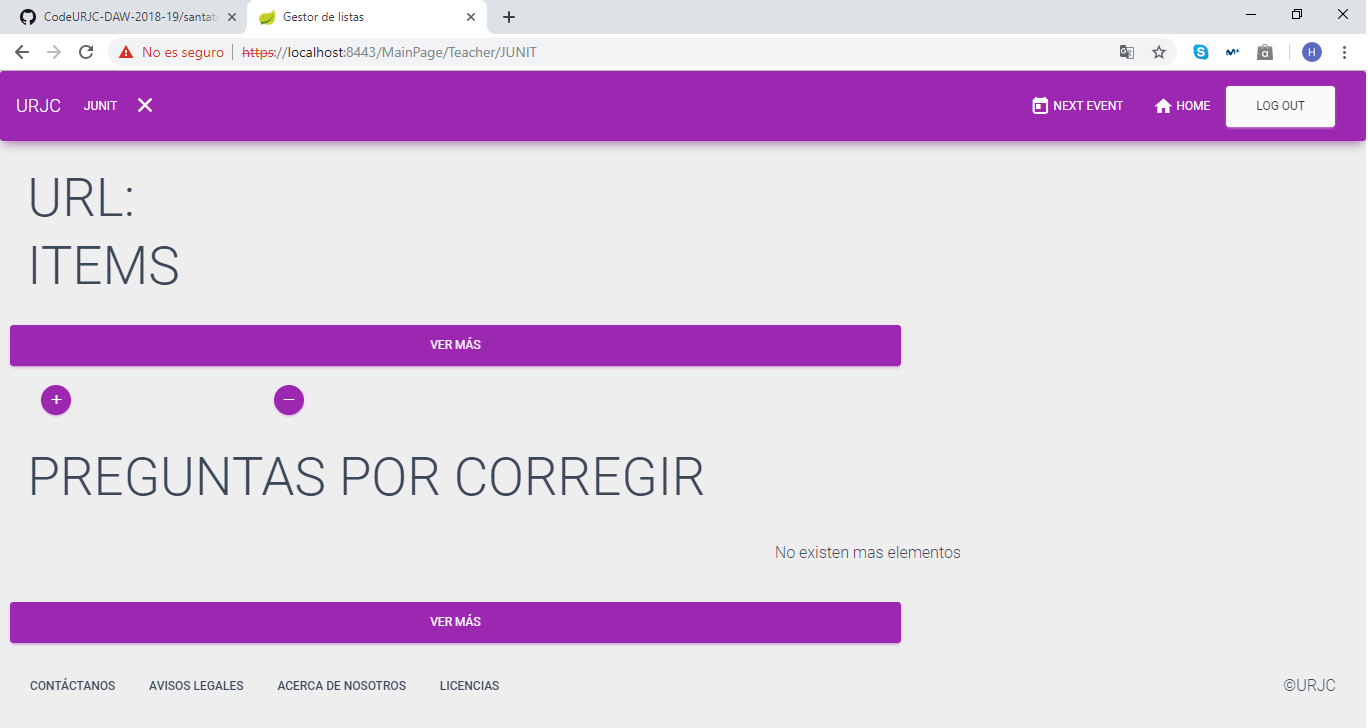 CodeURJC-DAW-2018-19/santat
Gestor de listas
No es seguro
https://localhost:8443/MainPage/Teacher/JUNIT
H
URJC
JUNIT
NEXT EVENT
HOME
LOG OUT
URL:
ITEMS
VER MÁS
PREGUNTAS POR CORREGIR
No existen mas elementos
VER MÁS
CONTÁCTANOS
AVISOS LEGALES
ACERCA DE NOSOTROS
LICENCIAS
©URJC